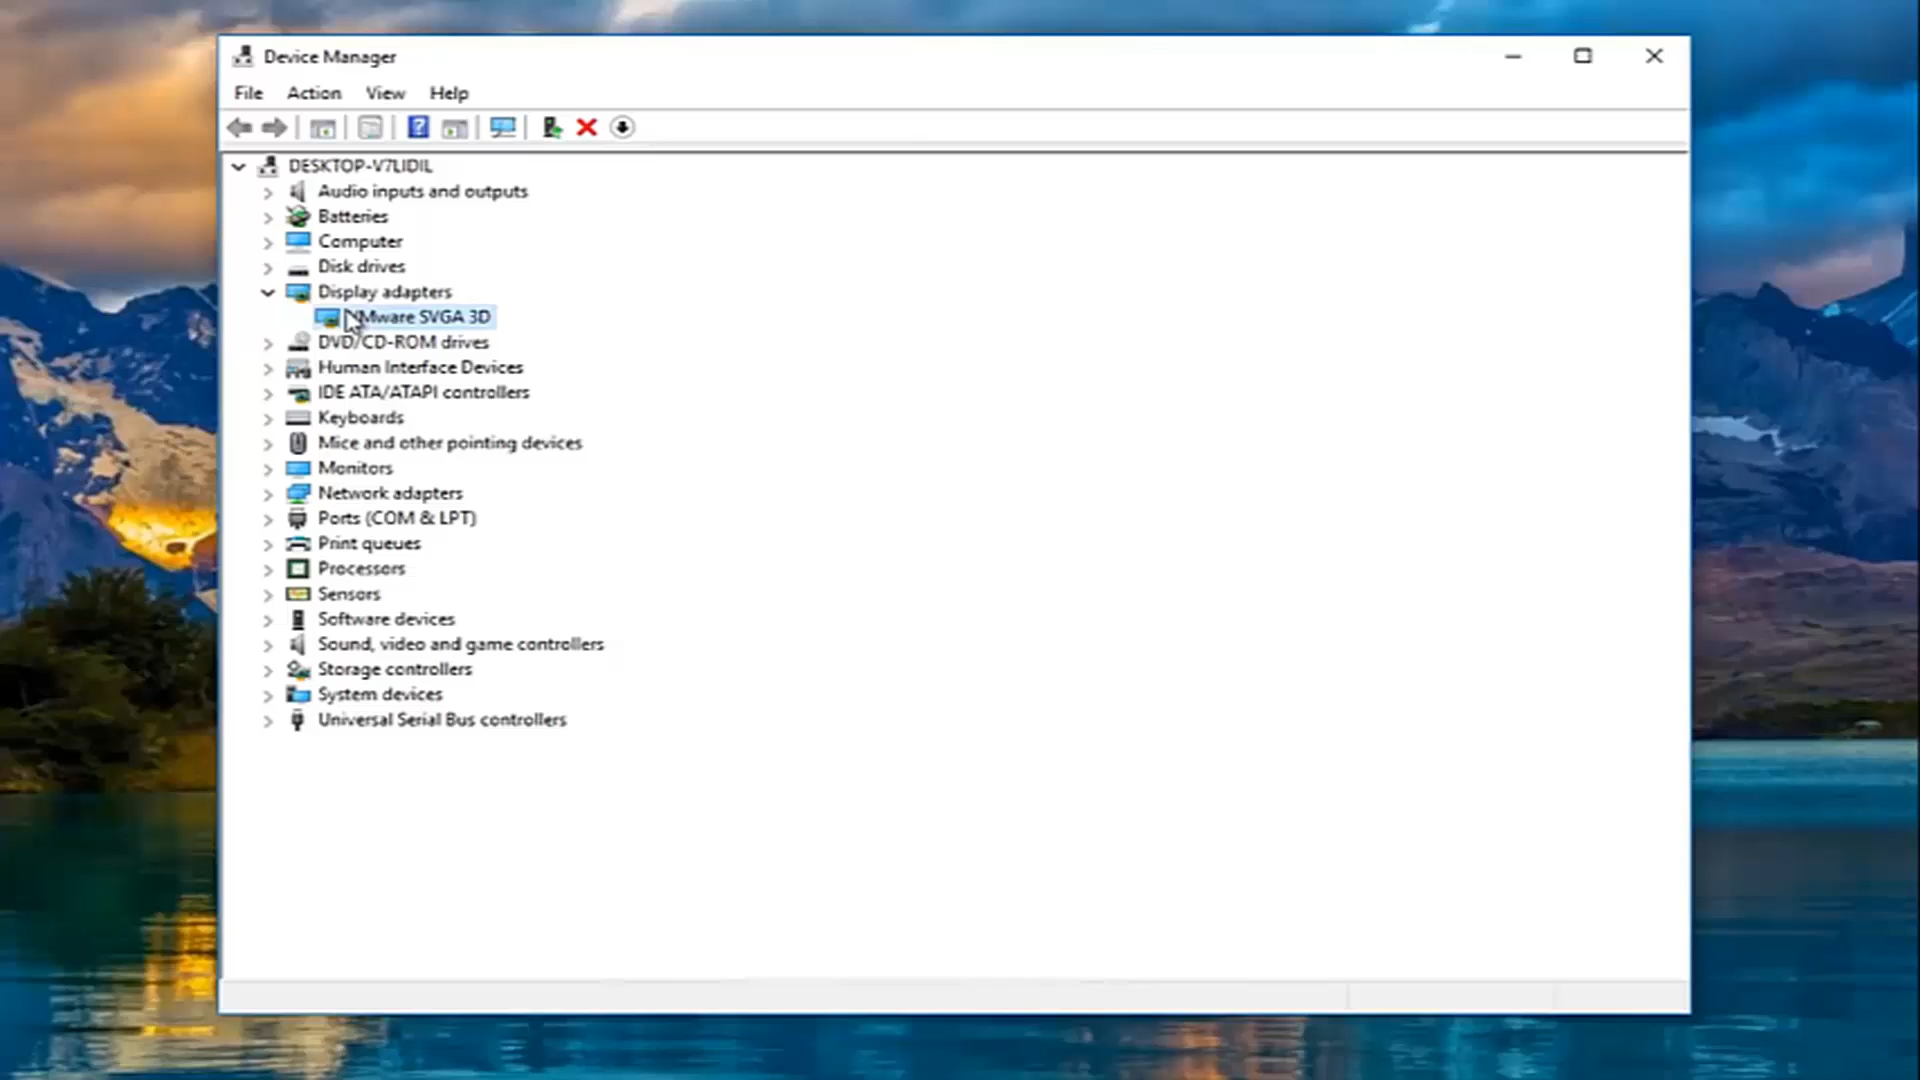 Device Manager
File Action View Help
DESKTOP-V7LIDIL
Audio inputs and outputs
Batteries
Computer
Disk drives
Display adapters
VMware SVGA 3D
DVD/CD-ROM drives
Human Interface Devices
IDE ATA/ATAPI controllers
Keyboards
Mice and other pointing devices
Monitors
Network adapters
Ports (COM & LPT)
Print queues
Processors
Sensors
Software devices
Sound, video and game controllers
Storage controllers
System devices
Universal Serial Bus controllers